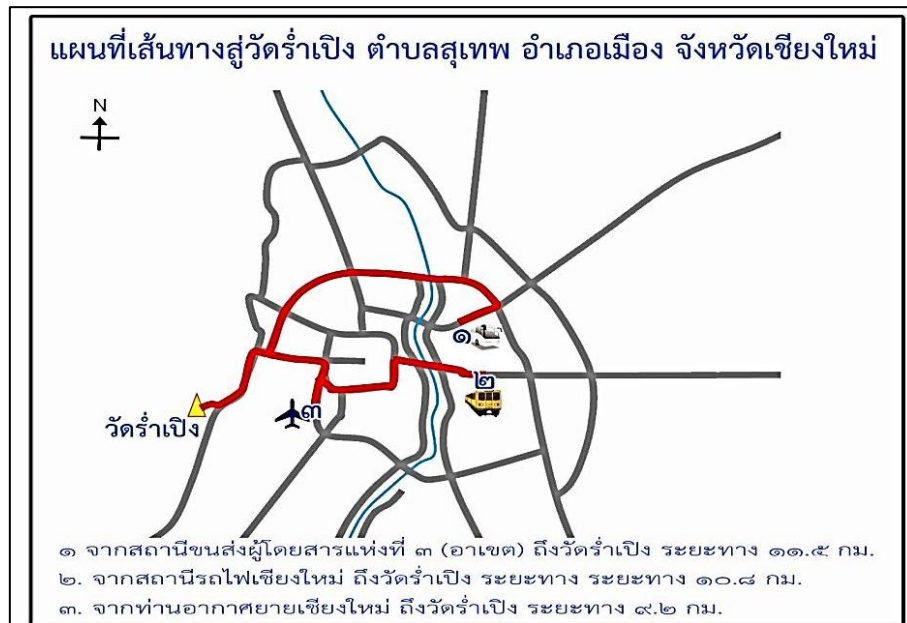 แผนที่เส้นทางสู่วัดร่ำเปิง ตำบลสุเทพ อำเภอเมือง จังหวัดเชียงใหม่
N
๑
๒
๓
วัดร่ำเปิง
๑ จากสถานีขนส่งผู้โดยสารแห่งที่ ๓ (อาเขต) ถึงวัดร่ำเปิง ระยะทาง ๑๑.๕ กม.
๒. จากสถานีรถไฟเชียงใหม่ ถึงวัดร่ำเปิง ระยะทาง ระยะทาง ๑๐.๘ กม.
๓. จากท่านอากาศยายเชียงใหม่ ถึงวัดร่ำเปิง ระยะทาง ๙.๒ กม.